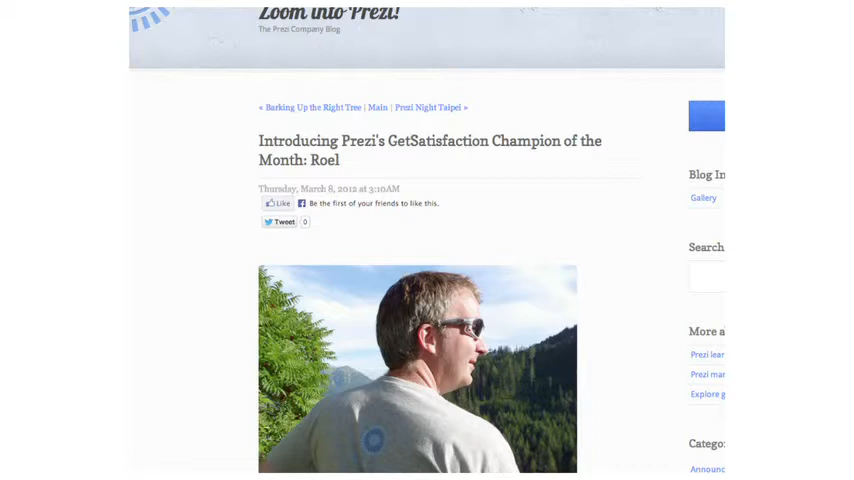 Zoom into Prezi!
The Prezi Company Blog
« Barking Up the Right Tree | Main | Prezi Night Taipei »
Introducing Prezi's GetSatisfaction Champion of the
Month: Roel
Thursday, March 8, 2012 at 3:10AM
Like Be the first of your friends to like this.
Tweet 0
Blog In
Gallery
Search
More a
Prezi lear
Prezi mar
Explore g
Catego
Announc